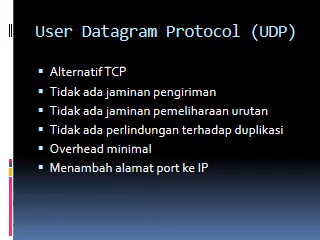 User Datagram Protocol (UDP)
▪ Alternatif TCP
▪ Tidak ada jaminan pengiriman
▪ Tidak ada jaminan pemeliharaan urutan
▪ Tidak ada perlindungan terhadap duplikasi
▪ Overhead minimal
▪ Menambah alamat port ke IP